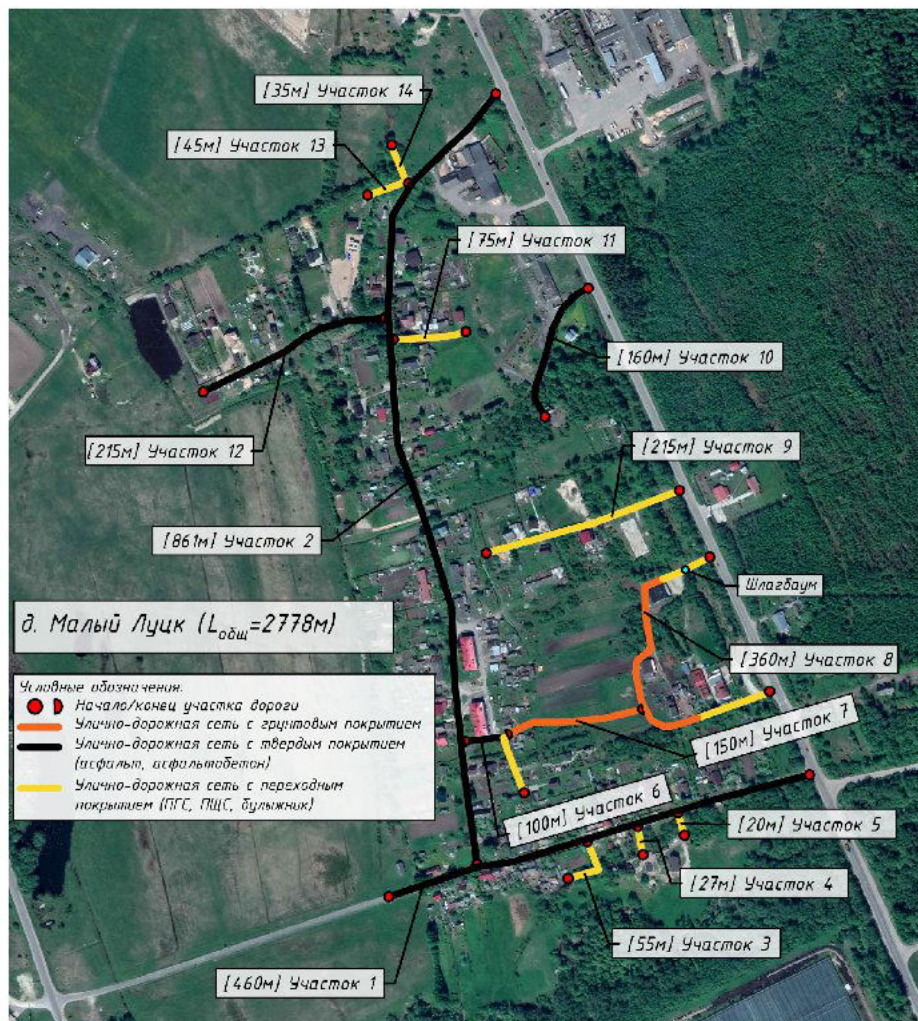 [35м] Участок 14
[45м] Участок 13
[75м] Участок 11
[160м] Участок 10
[215м] Участок 12
[215м] Участок 9
[861м] Участок 2
Шлагбаум
д. Малый Луцк (Lобщ=2778м)
[360м] Участок 8
Условные обозначения:
Начало/конец участка дороги
Улично-дорожная сеть с грунтовым покрытием
Улично-дорожная сеть с твердым покрытием
(асфальт, асфальтобетон)
Улично-дорожная сеть с переходным
покрытием (ПГС, ПЩС, булыжник)
[150м] Участок 7
[100м] Участок 6
[20м] Участок 5
[27м] Участок 4
[55м] Участок 3
[460м] Участок 1